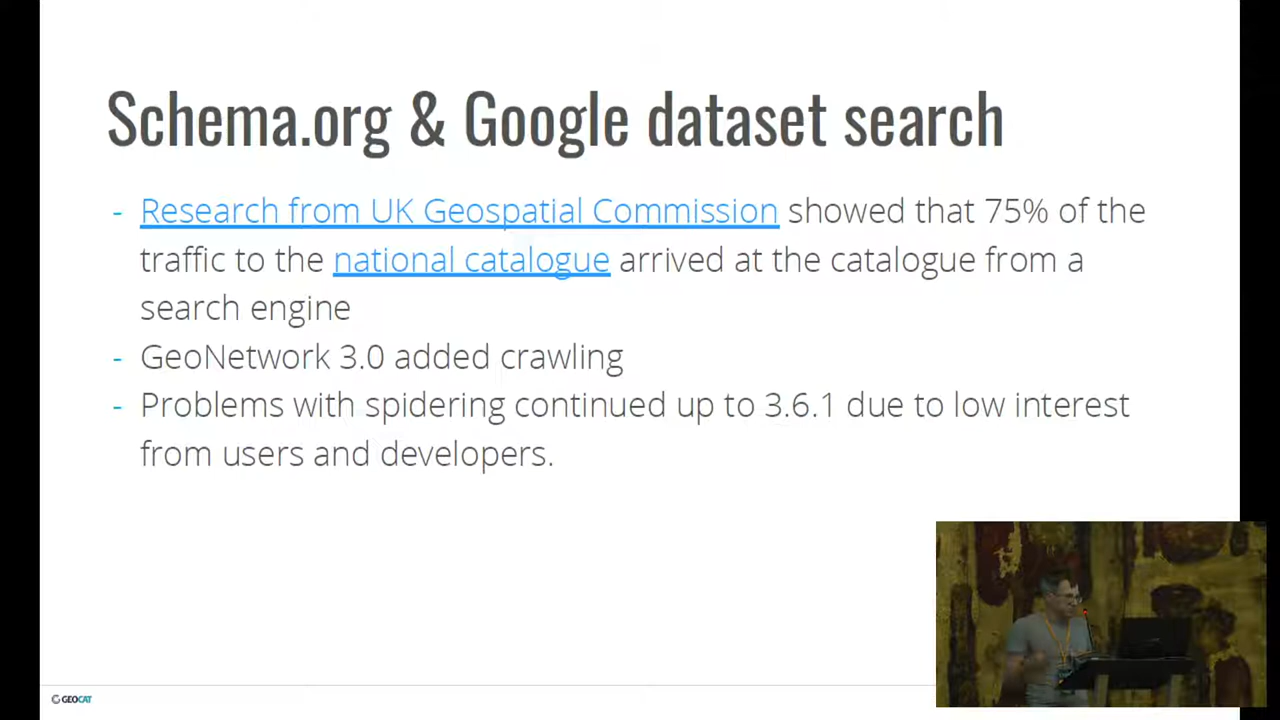 Schema.org & Google dataset search
- Research from UK Geospatial Commission showed that 75% of the
traffic to the national catalogue arrived at the catalogue from a
search engine
- GeoNetwork 3.0 added crawling
- Problems with spidering continued up to 3.6.1 due to low interest
from users and developers.
GEOCAT